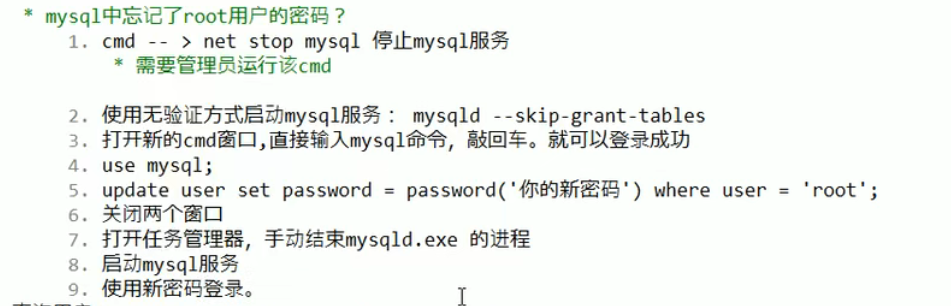 * mysql中忘记了root用户的密码？
1. cmd -- > net stop mysql 停止mysql服务
* 需要管理员运行该cmd
2. 使用无验证方式启动mysql服务： mysqld --skip-grant-tables
3. 打开新的cmd窗口,直接输入mysql命令，敲回车。就可以登录成功
4. use mysql;
5. update user set password = password('你的新密码') where user = 'root';
6. 关闭两个窗口
7. 打开任务管理器，手动结束mysqld.exe 的进程
8. 启动mysql服务
9. 使用新密码登录。